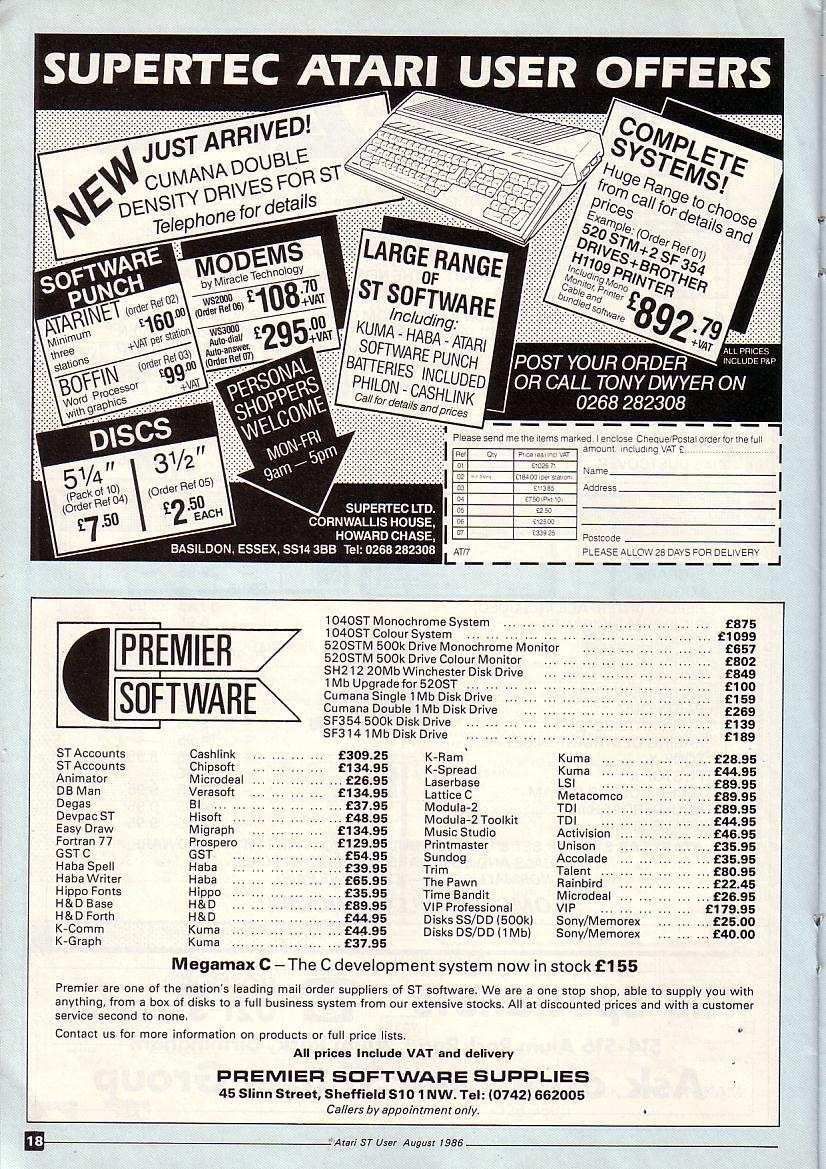 SUPERTEC ATARI USER OFFERS
NEW JUST ARRIVED!
CUMANA DOUBLE
DENSITY DRIVES FOR ST
Telephone for details
COMPLETE
SYSTEMS!
Huge Range to choose
from call for details and
prices
Example: (Order Ref 01)
520 STM+2 SF 354
DRIVES+BROTHER
H1109 PRINTER
Including Mono
Monitor, Printer
Cable and
bundled software
£892.79
+VAT
ALL PRICES
INCLUDE P&P
SOFTWARE
PUNCH
ATARINET (order Ref 02)
Minimum
three
stations
£160.00
+VAT per station
BOFFIN (order Ref 03)
Word Processor
with graphics
£99.00
+VAT
MODEMS
by Miracle Technology
WS2000
(Order Ref 06)
£108.70
+VAT
WS3000
Auto-dial/
Auto-answer,
(Order Ref 07)
£295.00
+VAT
LARGE RANGE
OF
ST SOFTWARE
Including:
KUMA - HABA - ATARI
SOFTWARE PUNCH
BATTERIES INCLUDED
PHILON - CASHLINK
Call for details and prices
PERSONAL
SHOPPERS
WELCOME
MON-FRI
9am – 5pm
DISCS
5¼"
(Pack of 10)
(Order Ref 04)
£7.50
3½"
(Order Ref 05)
£2.50
EACH
POST YOUR ORDER
OR CALL TONY DWYER ON
0268 282308
SUPERTEC LTD.
CORNWALLIS HOUSE,
HOWARD CHASE,
BASILDON, ESSEX, SS14 3BB Tel: 0268 282308
Please send me the items marked. I enclose Cheque/Postal order for the full
amount, including VAT £
Ref Qty Price
01 £1026.71
02 £184.00 (per station)
03 £113.85
04 £7.50 (Pkt 10)
05 £2.50
06 £125.00
07 £339.25
Name
Address
Postcode
AT/7 PLEASE ALLOW 28 DAYS FOR DELIVERY
PREMIER
SOFTWARE
1040ST Monochrome System ... £875
1040ST Colour System ... £1099
520STM 500k Drive Monochrome Monitor ... £657
520STM 500k Drive Colour Monitor ... £802
SH212 20Mb Winchester Disk Drive ... £849
1Mb Upgrade for 520ST ... £100
Cumana Single 1Mb Disk Drive ... £159
Cumana Double 1Mb Disk Drive ... £269
SF354 500k Disk Drive ... £139
SF314 1Mb Disk Drive ... £189
ST Accounts Cashlink ... £309.25
ST Accounts Chipsoft ... £134.95
Animator Microdeal ... £26.95
DB Man Verasoft ... £134.95
Degas BI ... £37.95
Devpac ST Hisoft ... £48.95
Easy Draw Migraph ... £134.95
Fortran 77 Prospero ... £129.95
GST C GST ... £54.95
Haba Spell Haba ... £39.95
Haba Writer Haba ... £65.95
Hippo Fonts Hippo ... £35.95
H&D Base H&D ... £89.95
H&D Forth H&D ... £44.95
K-Comm Kuma ... £44.95
K-Graph Kuma ... £37.95
K-Ram Kuma ... £28.95
K-Spread Kuma ... £44.95
Laserbase LSI ... £89.95
Lattice C Metacomco ... £89.95
Modula-2 TDI ... £89.95
Modula-2 Toolkit TDI ... £44.95
Music Studio Activision ... £46.95
Printmaster Unison ... £35.95
Sundog Accolade ... £35.95
Trim Talent ... £80.95
The Pawn Rainbird ... £22.45
Time Bandit Microdeal ... £26.95
VIP Professional VIP ... £179.95
Disks SS/DD (500k) Sony/Memorex ... £25.00
Disks DS/DD (1Mb) Sony/Memorex ... £40.00
Megamax C – The C development system now in stock £155
Premier are one of the nation's leading mail order suppliers of ST software. We are a one stop shop, able to supply you with
anything, from a box of disks to a full business system from our extensive stocks. All at discounted prices and with a customer
service second to none.
Contact us for more information on products or full price lists.
All prices Include VAT and delivery
PREMIER SOFTWARE SUPPLIES
45 Slinn Street, Sheffield S10 1NW. Tel: (0742) 662005
Callers by appointment only.
18 Atari ST User August 1986